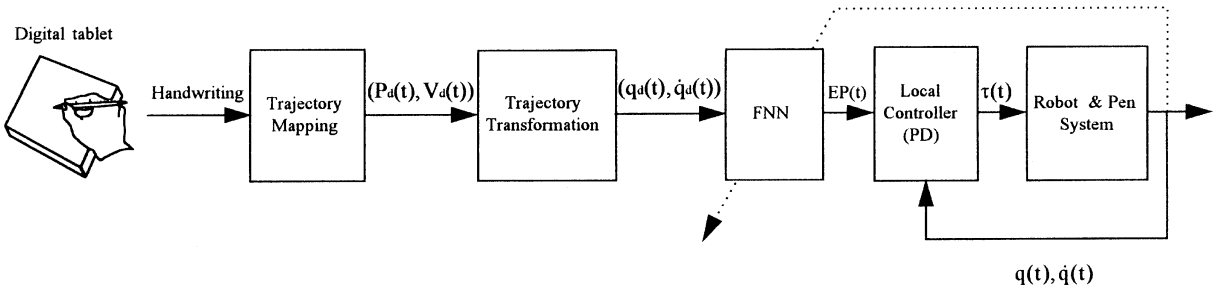 Digital tablet
Handwriting
Trajectory
Mapping
(Pd(t), Vd(t))
Trajectory
Transformation
(qd(t), q̇d(t))
FNN
EP(t)
Local
Controller
(PD)
τ(t)
Robot & Pen
System
q(t), q̇(t)